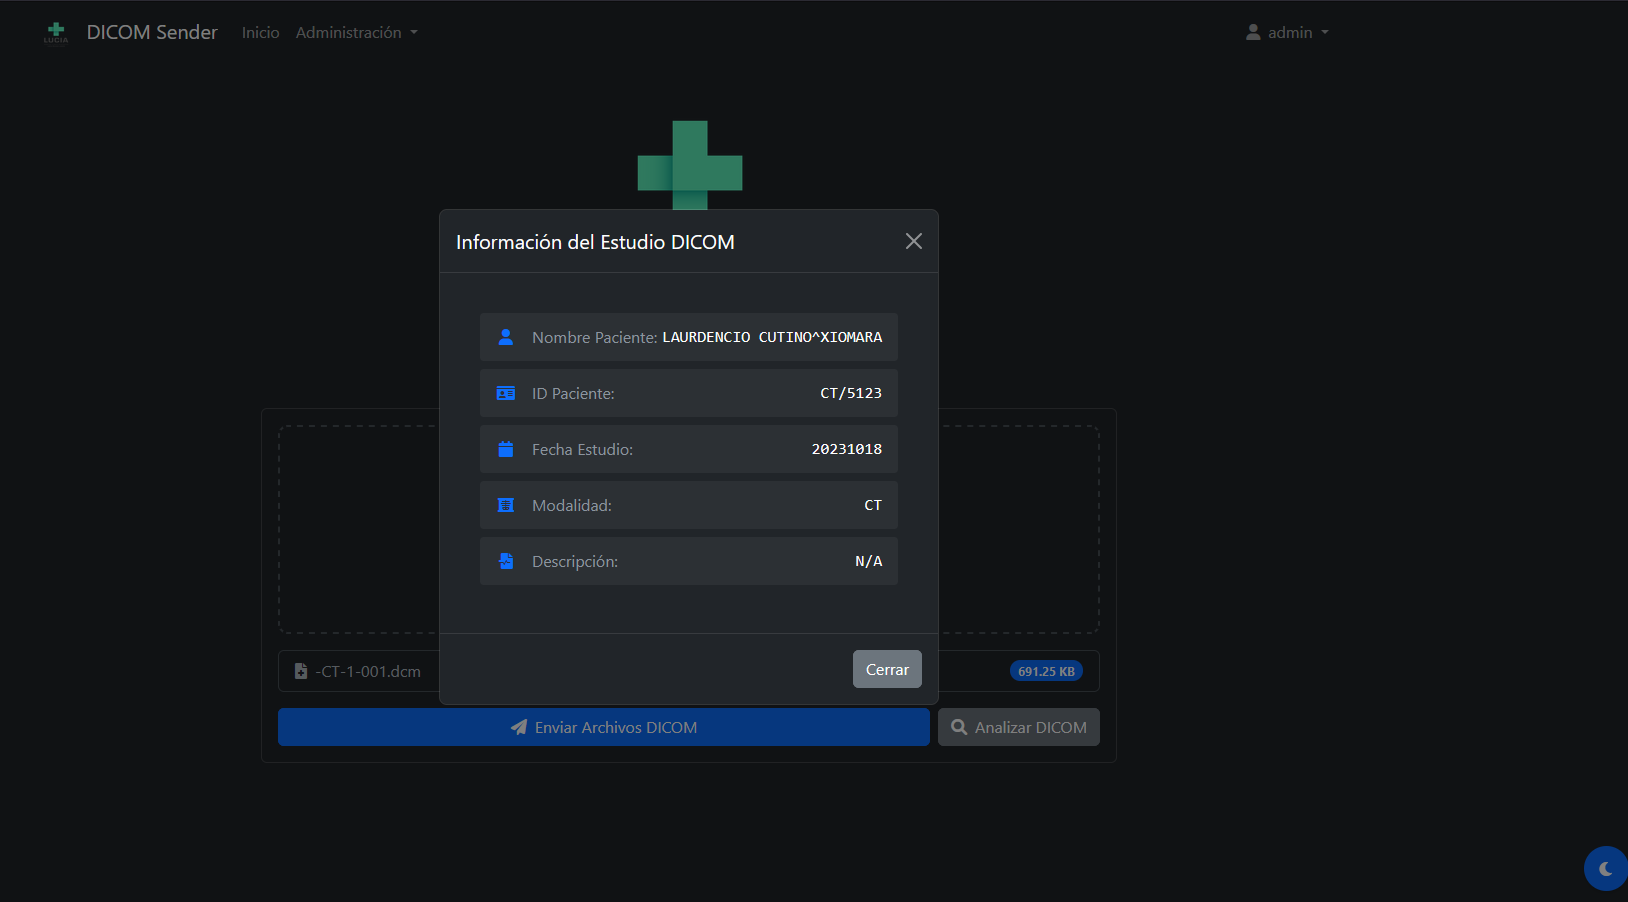 LUCIA
DICOM Sender Inicio Administración admin
Información del Estudio DICOM
Nombre Paciente: LAURDENCIO CUTINO^XIOMARA
ID Paciente: CT/5123
Fecha Estudio: 20231018
Modalidad: CT
Descripción: N/A
Cerrar
-CT-1-001.dcm 691.25 KB
Enviar Archivos DICOM Analizar DICOM